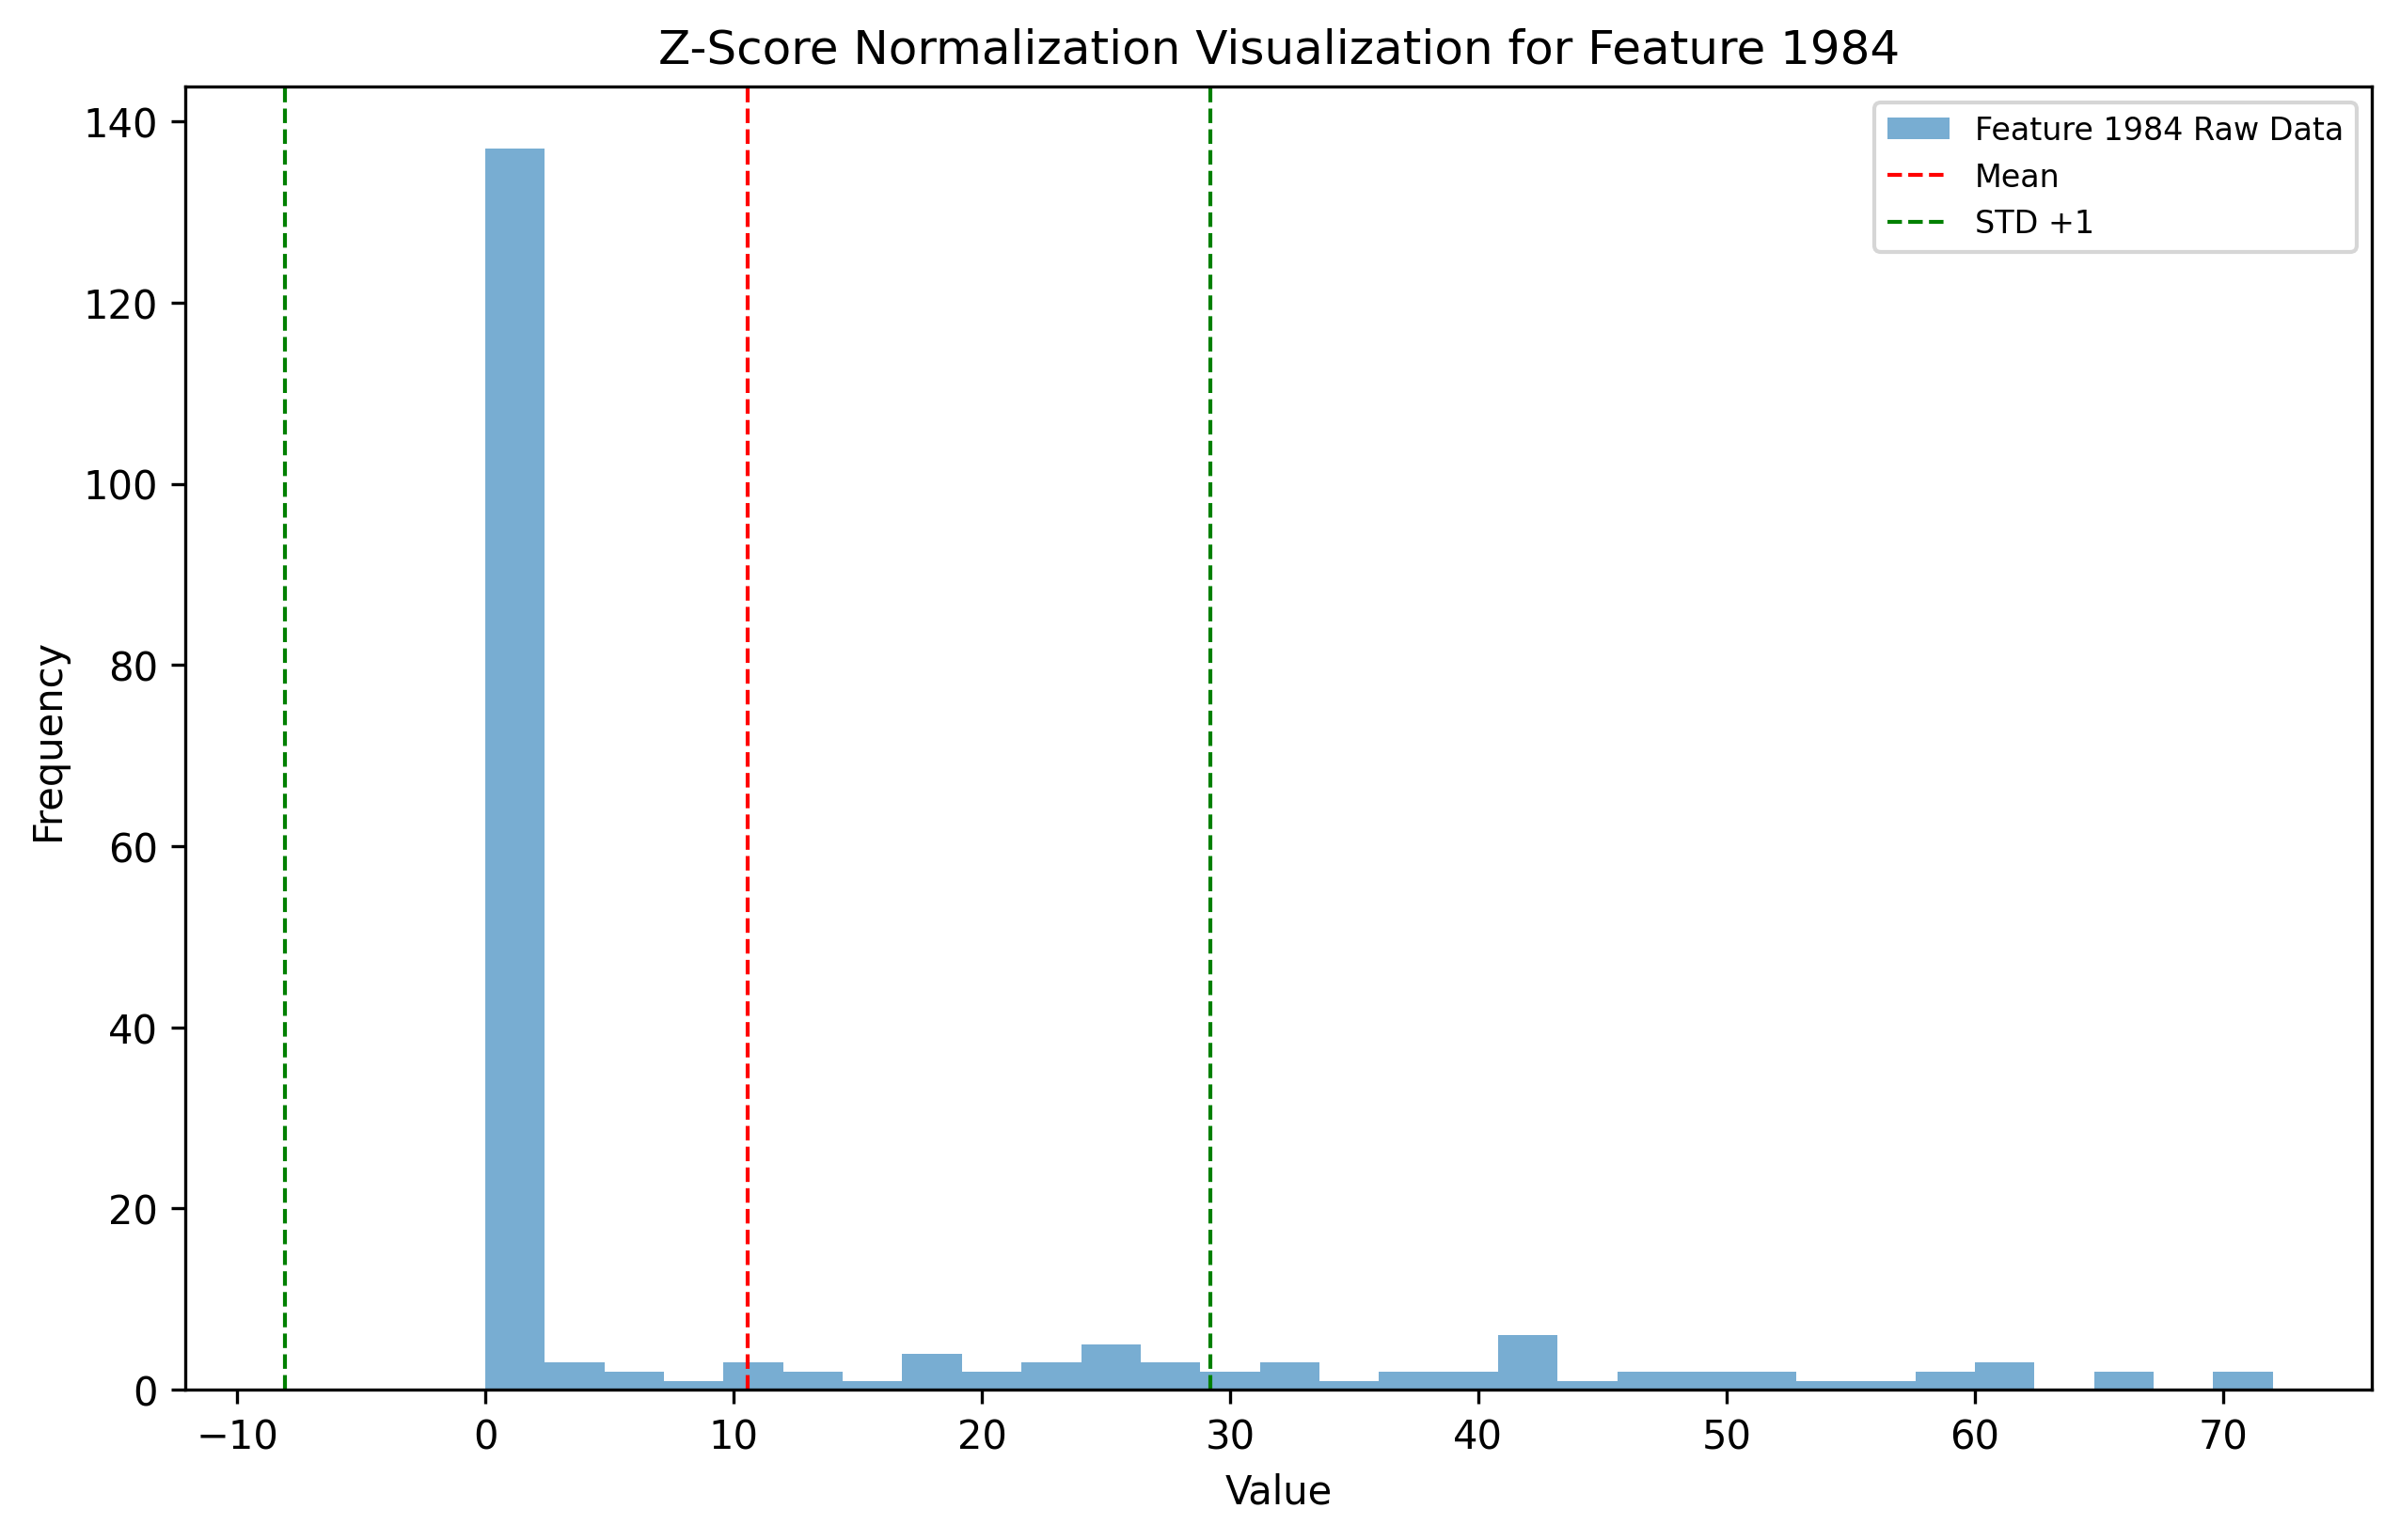 Z-Score Normalization Visualization for Feature 1984
Feature 1984 Raw Data
Mean
STD +1
Frequency
140
120
100
80
60
40
20
0
−10 0 10 20 30 40 50 60 70
Value